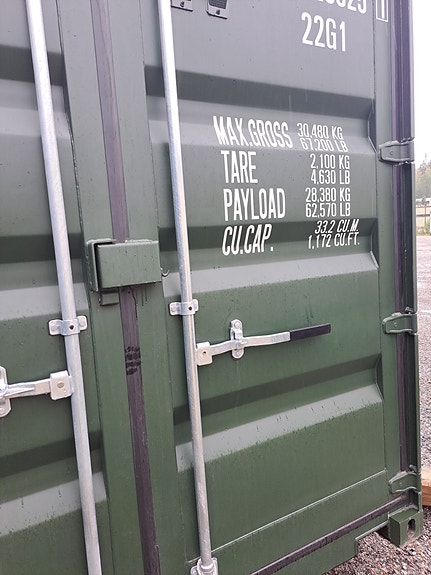 22G1
MAX.GROSS 30,480 KG
67,200 LB
TARE 2,100 KG
4,630 LB
PAYLOAD 28,380 KG
62,570 LB
CU.CAP. 33.2 CU.M.
1,172 CU.FT.